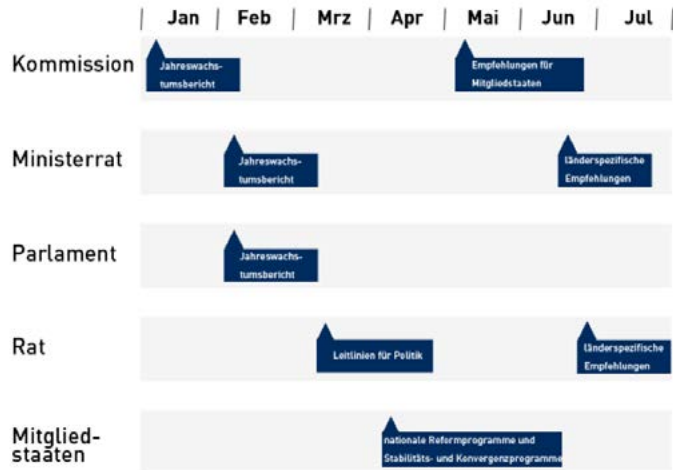 Jan Feb Mrz Apr Mai Jun Jul
Kommission
Jahreswachs-
tumsbericht
Empfehlungen für
Mitgliedstaaten
Ministerrat
Jahreswachs-
tumsbericht
länderspezifische
Empfehlungen
Parlament
Jahreswachs-
tumsbericht
Rat
Leitlinien für Politik
länderspezifische
Empfehlungen
Mitglied-
staaten
nationale Reformprogramme und
Stabilitäts- und Konvergenzprogramme